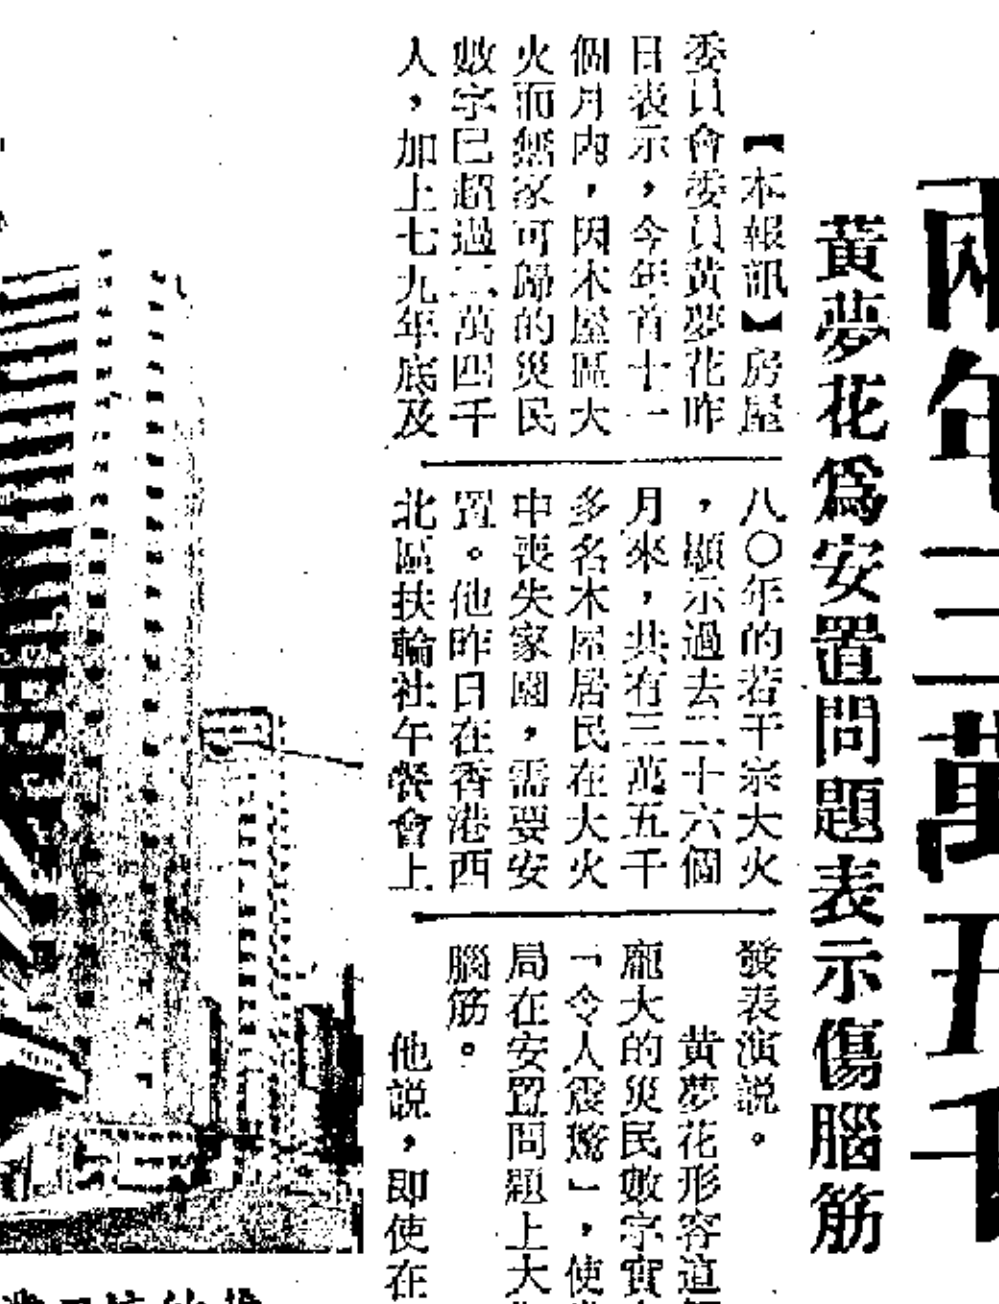 兩年三萬五千
黃夢花爲安置問題表示傷腦筋
【本報訊】房屋
委員會委員黃夢花昨
日表示，今年首十一
個月內，因木屋區大
火而無家可歸的災民
數字已超過二萬四千
人，加上七九年底及
八〇年的若干宗大火
，顯示過去二十六個
月來，共有三萬五千
多名木屋居民在大火
中喪失家園，需要安
置。他昨日在香港西
北區扶輪社午餐會上
發表演説。
黃夢花形容這
龐大的災民數字實
「令人震驚」，使
局在安置問題上大
腦筋。
他説，即使在